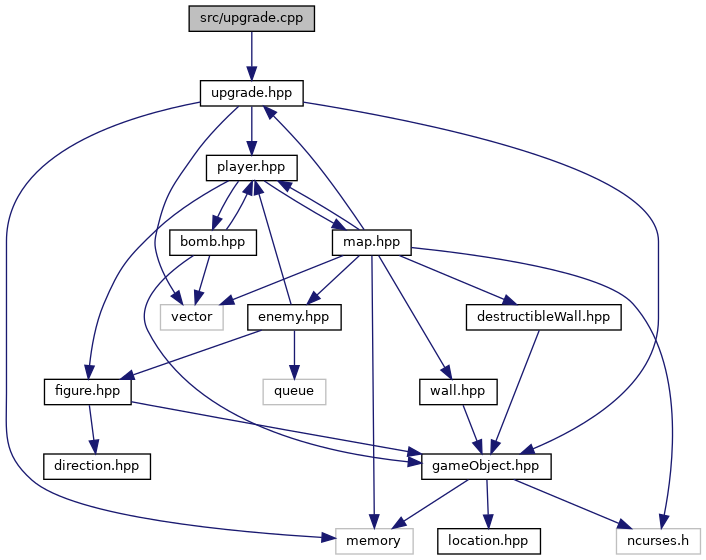 src/upgrade.cpp
upgrade.hpp
player.hpp
bomb.hpp
map.hpp
vector
enemy.hpp
destructibleWall.hpp
figure.hpp
queue
wall.hpp
direction.hpp
gameObject.hpp
memory
location.hpp
ncurses.h